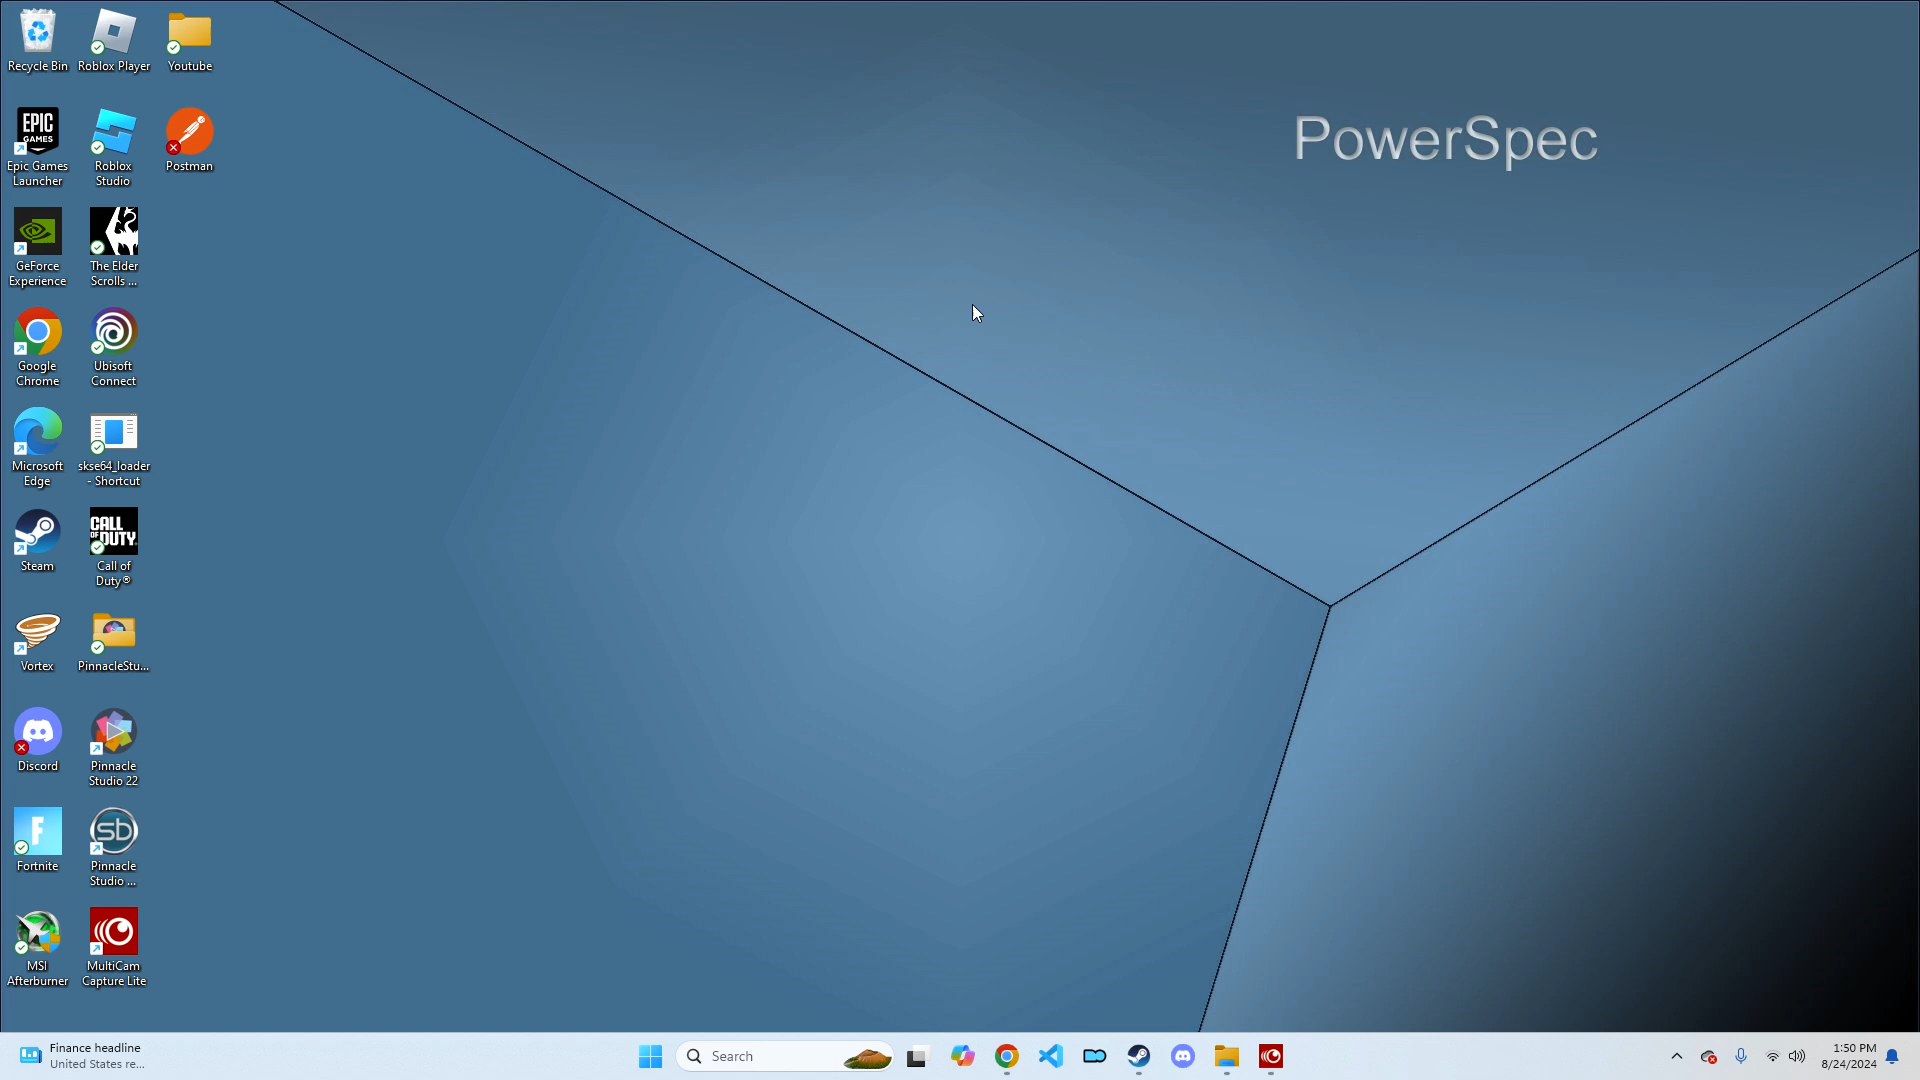 Recycle Bin
Roblox Player
Youtube
EPIC
GAMES
Epic Games
Launcher
Roblox
Studio
Postman
GeForce
Experience
The Elder
Scrolls ...
Google
Chrome
Ubisoft
Connect
Microsoft
Edge
skse64_loader
- Shortcut
Steam
CALL
OF DUTY
Call of
Duty®
Vortex
PinnacleStu...
Discord
Pinnacle
Studio 22
F
Fortnite
sb
Pinnacle
Studio ...
MSI
Afterburner
MultiCam
Capture Lite
PowerSpec
Finance headline
United States re...
Search
1:50 PM
8/24/2024